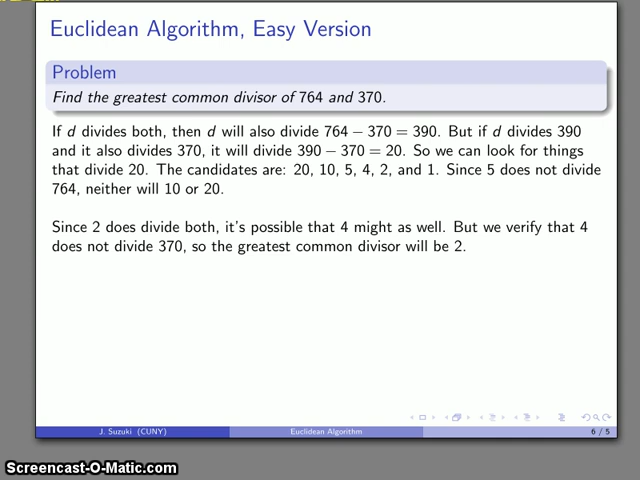 Euclidean Algorithm, Easy Version
Problem
Find the greatest common divisor of 764 and 370.
If d divides both, then d will also divide 764 − 370 = 390. But if d divides 390
and it also divides 370, it will divide 390 − 370 = 20. So we can look for things
that divide 20. The candidates are: 20, 10, 5, 4, 2, and 1. Since 5 does not divide
764, neither will 10 or 20.
Since 2 does divide both, it's possible that 4 might as well. But we verify that 4
does not divide 370, so the greatest common divisor will be 2.
J. Suzuki (CUNY)
Euclidean Algorithm
6 / 5
Screencast-O-Matic.com